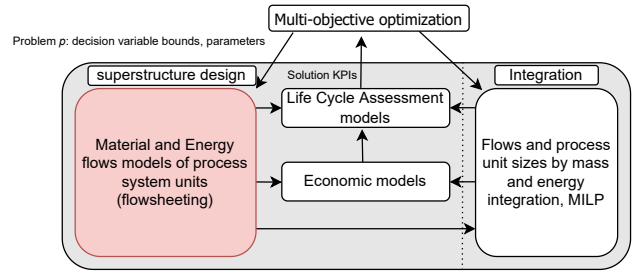 Multi-objective optimization
Problem p: decision variable bounds, parameters
superstructure design
Solution KPIs
Integration
Life Cycle Assessment
models
Material and Energy
flows models of process
system units
(flowsheeting)
Economic models
Flows and process
unit sizes by mass
and energy
integration, MILP